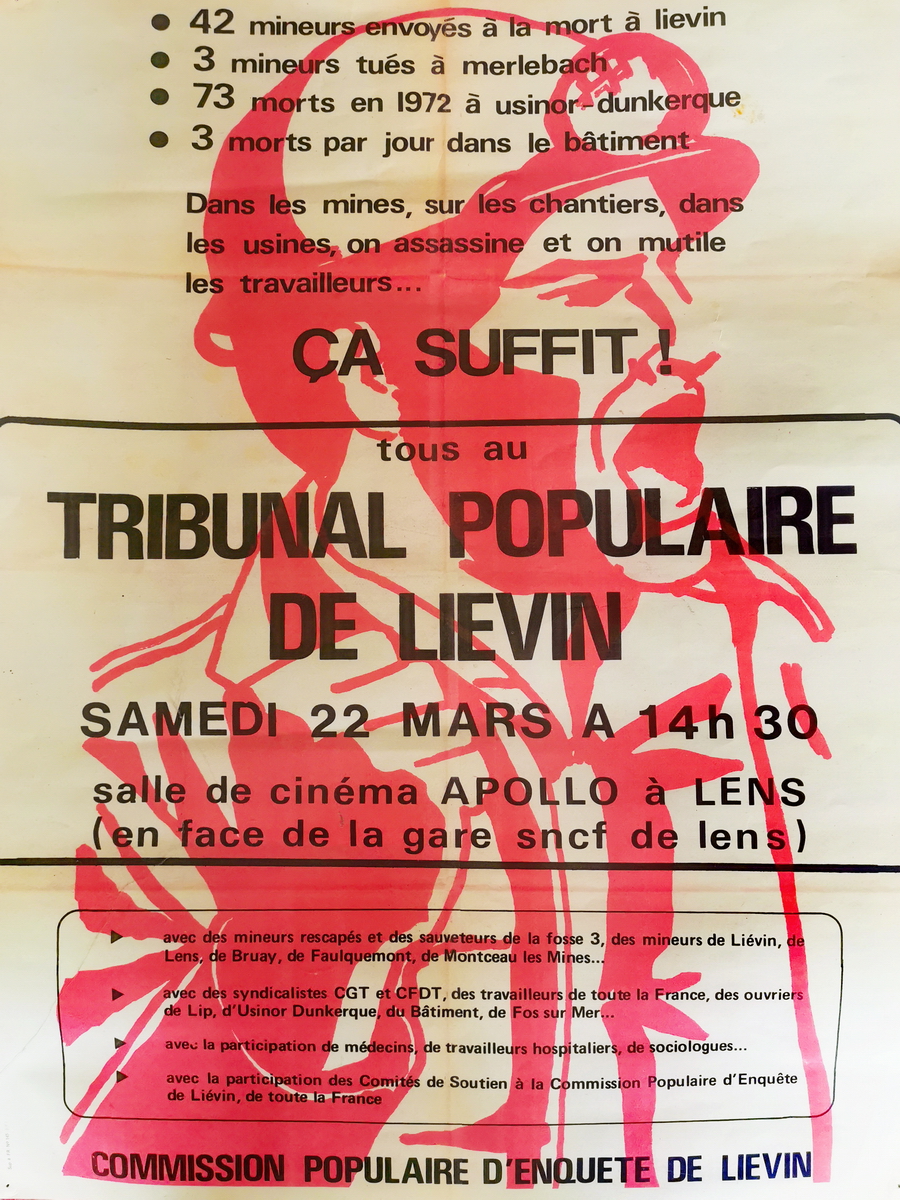 ● 42 mineurs envoyés à la mort à lievin
● 3 mineurs tués à merlebach
● 73 morts en 1972 à usinor-dunkerque
● 3 morts par jour dans le bâtiment
Dans les mines, sur les chantiers, dans
les usines, on assassine et on mutile
les travailleurs...
ÇA SUFFIT !
tous au
TRIBUNAL POPULAIRE
DE LIEVIN
SAMEDI 22 MARS A 14h 30
salle de cinéma APOLLO à LENS
(en face de la gare sncf de lens)
▶ avec des mineurs rescapés et des sauveteurs de la fosse 3, des mineurs de Liévin, de
Lens, de Bruay, de Faulquemont, de Montceau les Mines...
▶ avec des syndicalistes CGT et CFDT, des travailleurs de toute la France, des ouvriers
de Lip, d'Usinor Dunkerque, du Bâtiment, de Fos sur Mer...
▶ avec la participation de médecins, de travailleurs hospitaliers, de sociologues...
▶ avec la participation des Comités de Soutien à la Commission Populaire d'Enquête
de Liévin, de toute la France
COMMISSION POPULAIRE D'ENQUETE DE LIEVIN